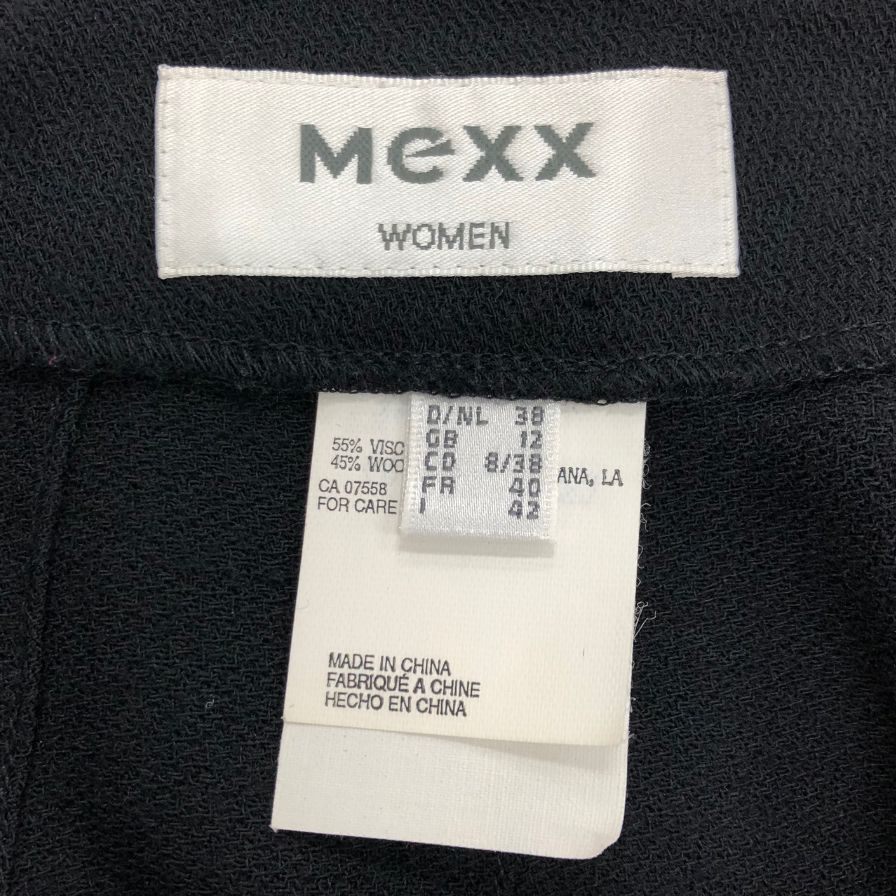 MEXX
WOMEN
D/NL 38
GB 12
CD 8/38
FR 40
I 42
55% VISC
45% WOO
CA 07558
FOR CARE
ANA, LA
MADE IN CHINA
FABRIQUÉ A CHINE
HECHO EN CHINA